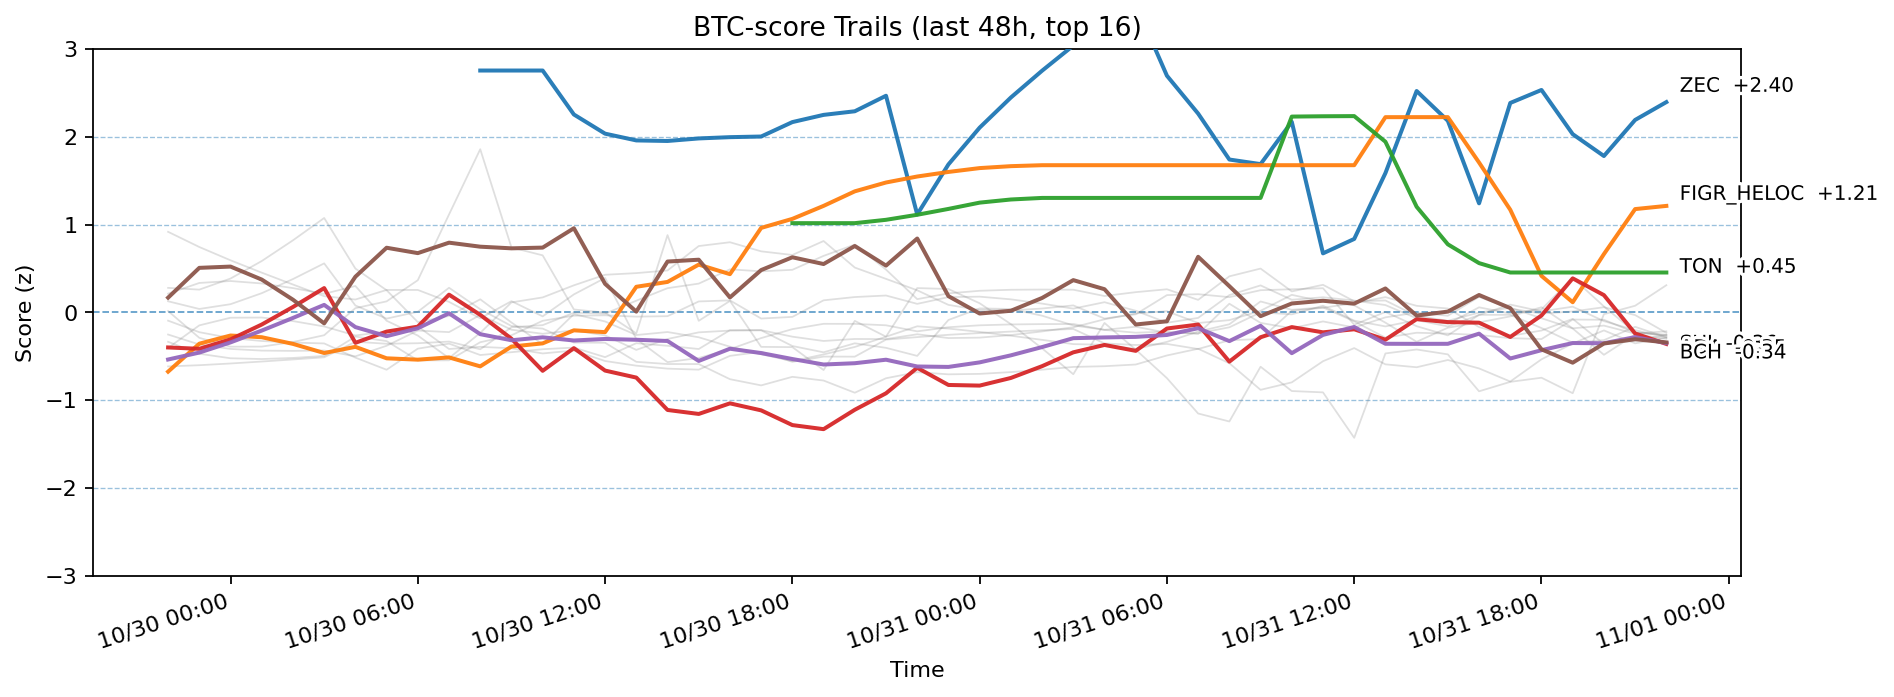 BTC-score Trails (last 48h, top 16)
Score (z)
3
2
1
0
−1
−2
−3
ZEC +2.40
FIGR_HELOC +1.21
TON +0.45
BCH -0.34
10/30 00:00
10/30 06:00
10/30 12:00
10/30 18:00
10/31 00:00
10/31 06:00
10/31 12:00
10/31 18:00
11/01 00:00
Time